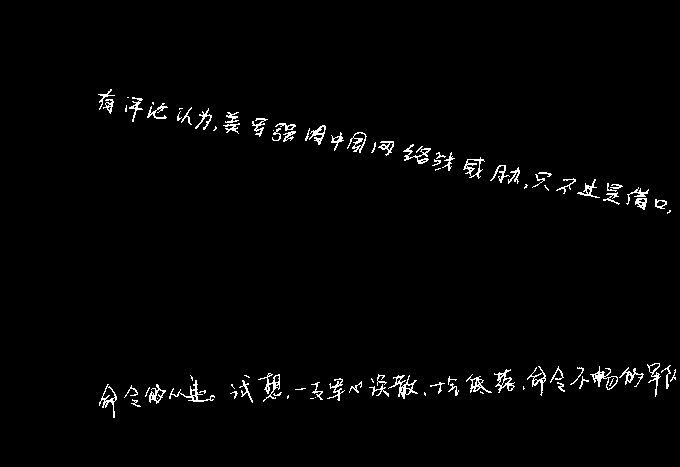 有评论认为,美军强调中国网络战威胁,只不过是借口,
命令的从速。试想,一支军心涣散,士气低落,命令不畅的军队